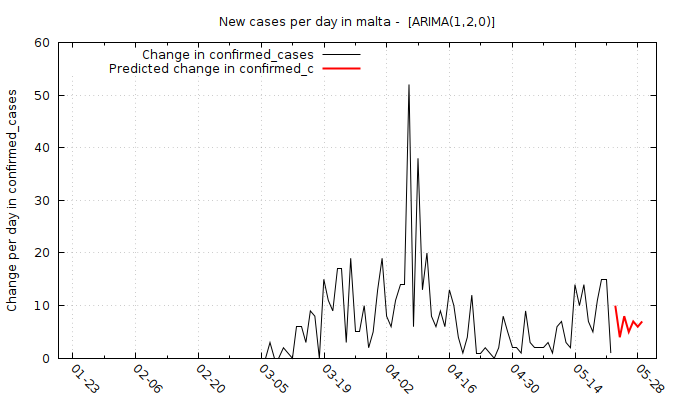 New cases per day in malta -  [ARIMA(1,2,0)]
Change in confirmed_cases
Predicted change in confirmed_c
Change per day in confirmed_cases
60
50
40
30
20
10
0
01-23 02-06 02-20 03-05 03-19 04-02 04-16 04-30 05-14 05-28